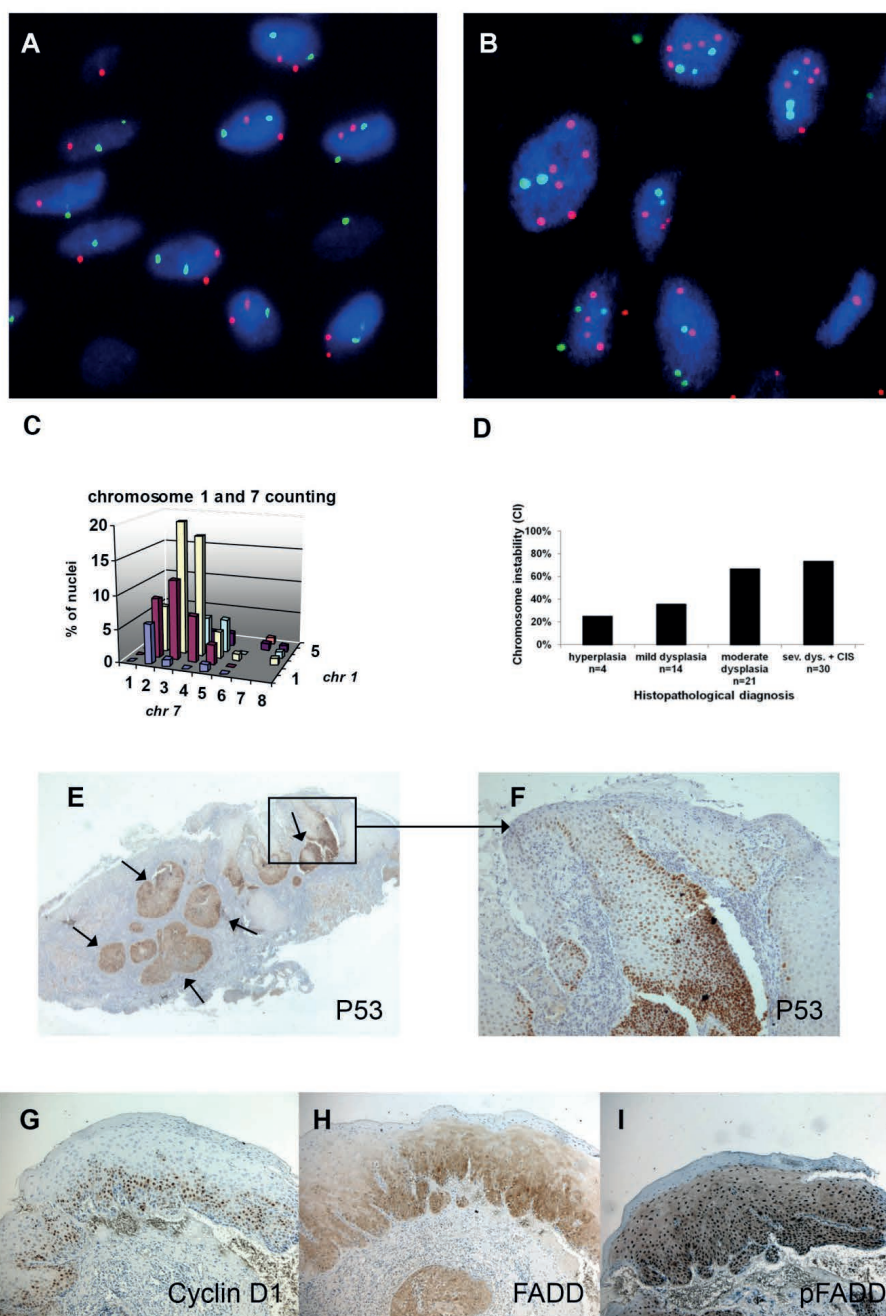 A
B
C
D
chromosome 1 and 7 counting
% of nuclei
20
15
10
5
0
1 2 3 4 5 6 7 8
chr 7
1
5
chr 1
Chromosome instability (CI)
100%
80%
60%
40%
20%
0%
hyperplasia
n=4
mild dysplasia
n=14
moderate
dysplasia
n=21
sev. dys. + CIS
n=30
Histopathological diagnosis
E
P53
F
P53
G
Cyclin D1
H
FADD
I
pFADD